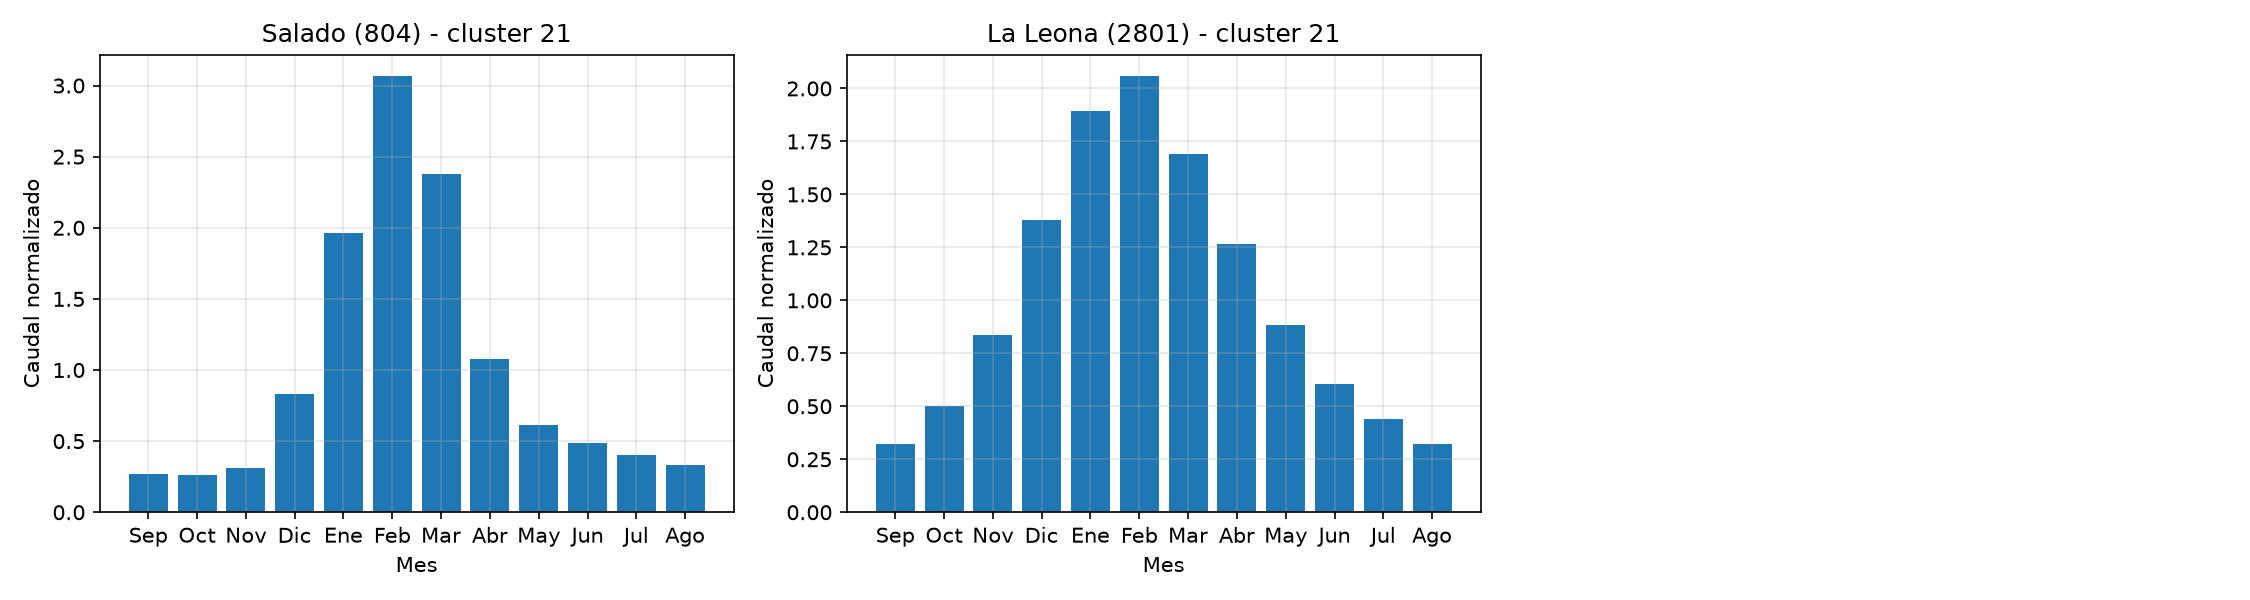 Salado (804) - cluster 21
Caudal normalizado
3.0
2.5
2.0
1.5
1.0
0.5
0.0
Sep Oct Nov Dic Ene Feb Mar Abr May Jun Jul Ago
Mes
La Leona (2801) - cluster 21
Caudal normalizado
2.00
1.75
1.50
1.25
1.00
0.75
0.50
0.25
0.00
Sep Oct Nov Dic Ene Feb Mar Abr May Jun Jul Ago
Mes